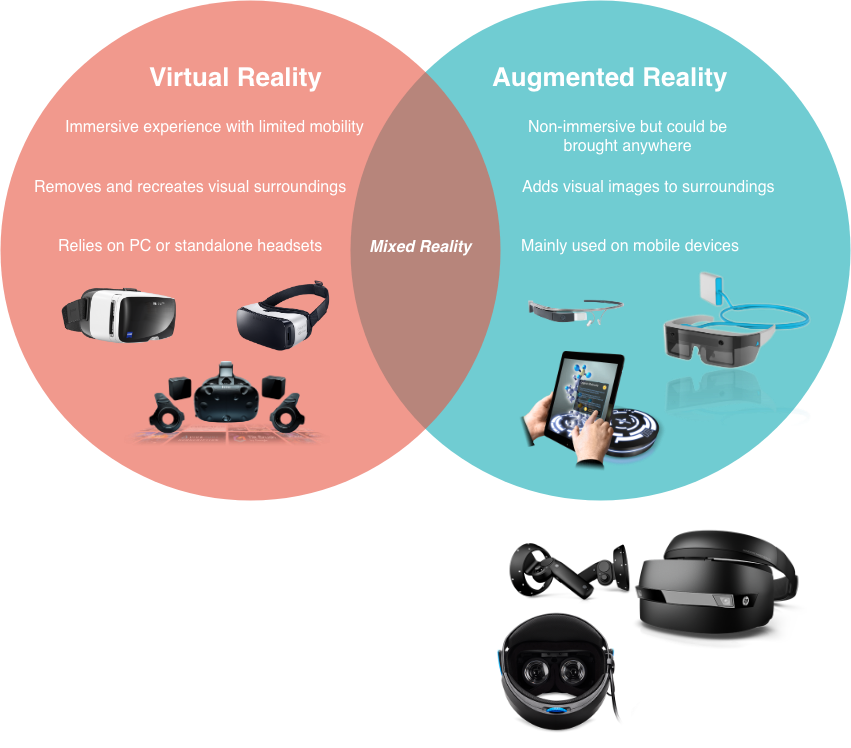 Virtual Reality
Immersive experience with limited mobility
Removes and recreates visual surroundings
Relies on PC or standalone headsets
Mixed Reality
Augmented Reality
Non-immersive but could be
brought anywhere
Adds visual images to surroundings
Mainly used on mobile devices